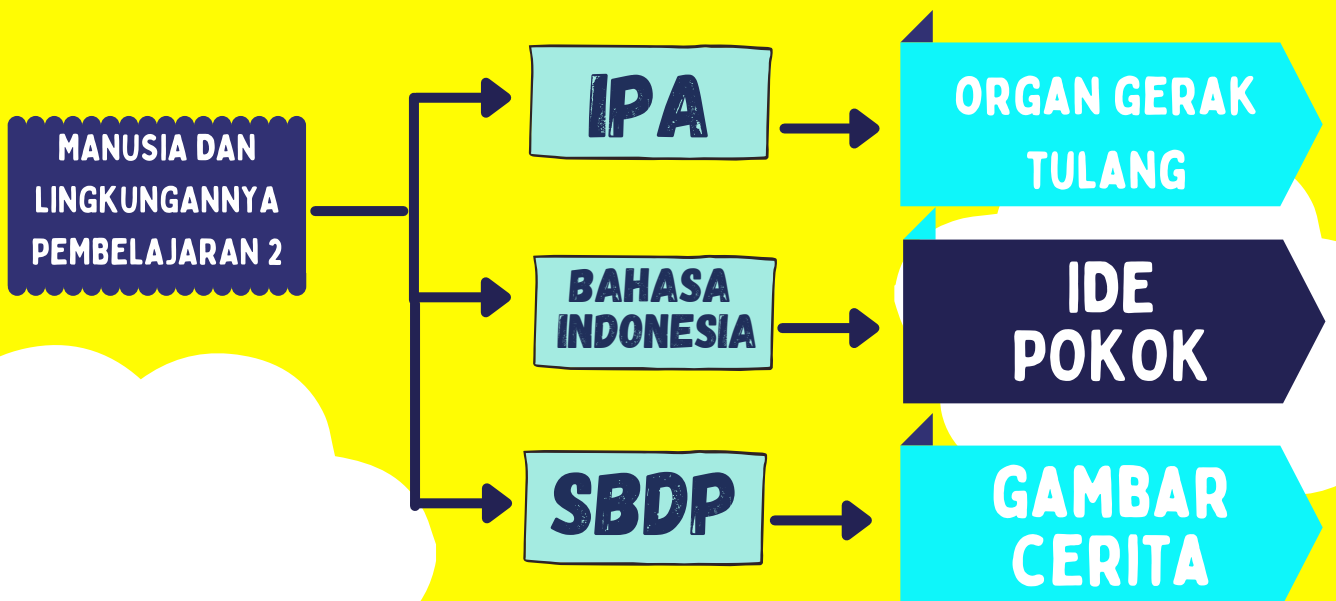 MANUSIA DAN
LINGKUNGANNYA
PEMBELAJARAN 2
IPA
ORGAN GERAK
TULANG
BAHASA
INDONESIA
IDE
POKOK
SBDP
GAMBAR
CERITA